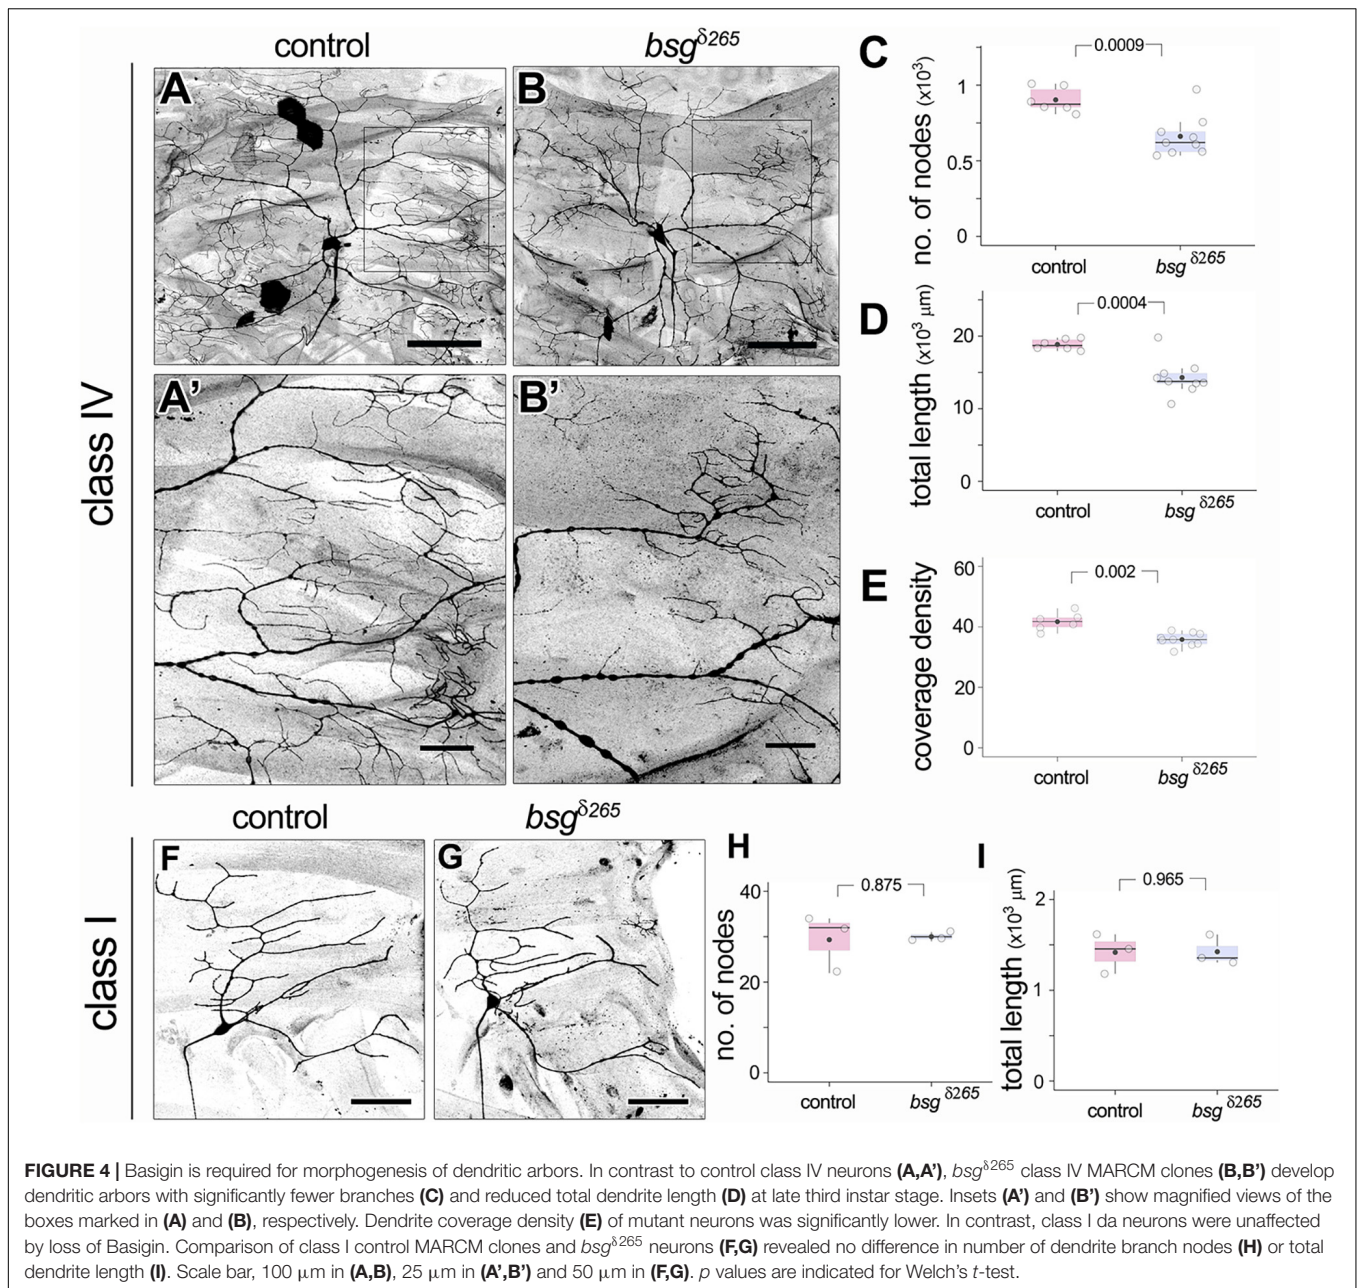 control
bsg δ265
class IV
A
B
A’
B’
C
no. of nodes (x10³)
1
0.5
0
0.0009
control
bsg δ265
D
total length (x10³ μm)
20
10
0
0.0004
control
bsg δ265
E
coverage density
60
40
20
0
0.002
control
bsg δ265
class I
control
bsg δ265
F
G
H
no. of nodes
40
20
0
0.875
control
bsg δ265
I
total length (x10³ μm)
2
1
0
0.965
control
bsg δ265
FIGURE 4 | Basigin is required for morphogenesis of dendritic arbors. In contrast to control class IV neurons (A,A’), bsgδ265 class IV MARCM clones (B,B’) develop
dendritic arbors with significantly fewer branches (C) and reduced total dendrite length (D) at late third instar stage. Insets (A’) and (B’) show magnified views of the
boxes marked in (A) and (B), respectively. Dendrite coverage density (E) of mutant neurons was significantly lower. In contrast, class I da neurons were unaffected
by loss of Basigin. Comparison of class I control MARCM clones and bsgδ265 neurons (F,G) revealed no difference in number of dendrite branch nodes (H) or total
dendrite length (I). Scale bar, 100 μm in (A,B), 25 μm in (A’,B’) and 50 μm in (F,G). p values are indicated for Welch’s t-test.